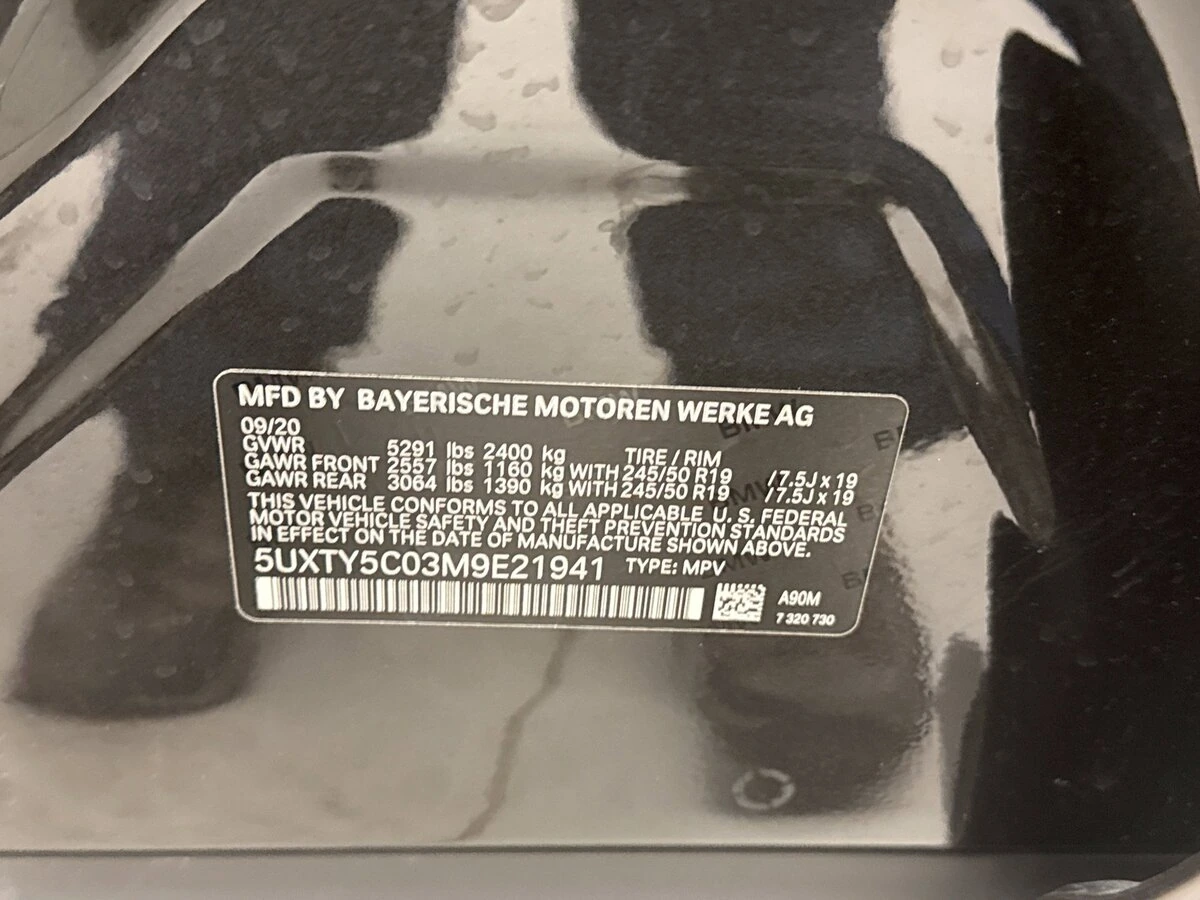 MFD BY BAYERISCHE MOTOREN WERKE AG
09/20
GVWR 5291 lbs 2400 kg TIRE / RIM
GAWR FRONT 2557 lbs 1160 kg WITH 245/50 R19 /7.5J x 19
GAWR REAR 3064 lbs 1390 kg WITH 245/50 R19 /7.5J x 19
THIS VEHICLE CONFORMS TO ALL APPLICABLE U. S. FEDERAL
MOTOR VEHICLE SAFETY AND THEFT PREVENTION STANDARDS
IN EFFECT ON THE DATE OF MANUFACTURE SHOWN ABOVE.
5UXTY5C03M9E21941 TYPE: MPV
A90M
7 320 730